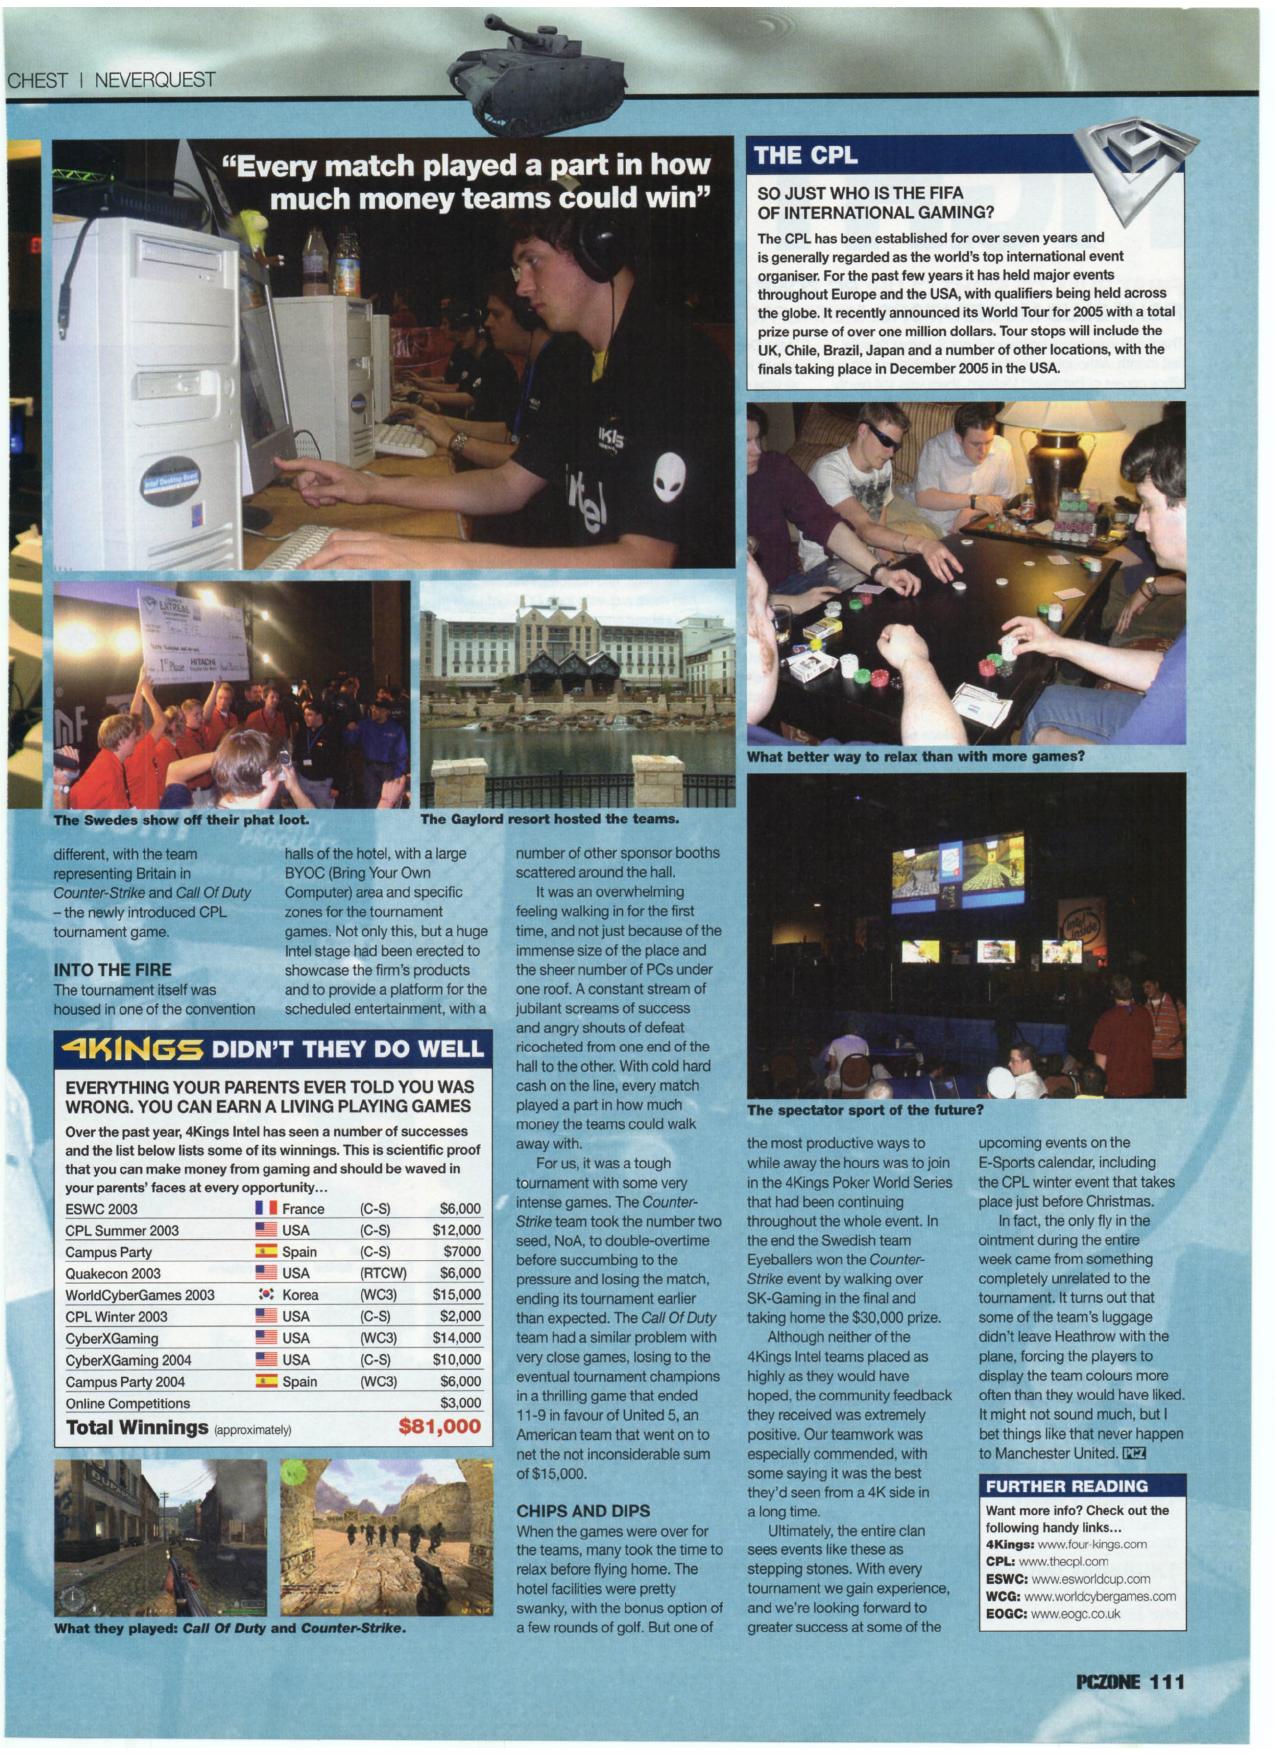 CHEST | NEVERQUEST
“Every match played a part in how
much money teams could win”
The Swedes show off their phat loot.
The Gaylord resort hosted the teams.
THE CPL
SO JUST WHO IS THE FIFA
OF INTERNATIONAL GAMING?
The CPL has been established for over seven years and
is generally regarded as the world's top international event
organiser. For the past few years it has held major events
throughout Europe and the USA, with qualifiers being held across
the globe. It recently announced its World Tour for 2005 with a total
prize purse of over one million dollars. Tour stops will include the
UK, Chile, Brazil, Japan and a number of other locations, with the
finals taking place in December 2005 in the USA.
What better way to relax than with more games?
The spectator sport of the future?
different, with the team
representing Britain in
Counter-Strike and Call Of Duty
– the newly introduced CPL
tournament game.
INTO THE FIRE
The tournament itself was
housed in one of the convention
halls of the hotel, with a large
BYOC (Bring Your Own
Computer) area and specific
zones for the tournament
games. Not only this, but a huge
Intel stage had been erected to
showcase the firm's products
and to provide a platform for the
scheduled entertainment, with a
number of other sponsor booths
scattered around the hall.
It was an overwhelming
feeling walking in for the first
time, and not just because of the
immense size of the place and
the sheer number of PCs under
one roof. A constant stream of
jubilant screams of success
and angry shouts of defeat
ricocheted from one end of the
hall to the other. With cold hard
cash on the line, every match
played a part in how much
money the teams could walk
away with.
For us, it was a tough
tournament with some very
intense games. The Counter-
Strike team took the number two
seed, NoA, to double-overtime
before succumbing to the
pressure and losing the match,
ending its tournament earlier
than expected. The Call Of Duty
team had a similar problem with
very close games, losing to the
eventual tournament champions
in a thrilling game that ended
11-9 in favour of United 5, an
American team that went on to
net the not inconsiderable sum
of $15,000.
CHIPS AND DIPS
When the games were over for
the teams, many took the time to
relax before flying home. The
hotel facilities were pretty
swanky, with the bonus option of
a few rounds of golf. But one of
the most productive ways to
while away the hours was to join
in the 4Kings Poker World Series
that had been continuing
throughout the whole event. In
the end the Swedish team
Eyeballers won the Counter-
Strike event by walking over
SK-Gaming in the final and
taking home the $30,000 prize.
Although neither of the
4Kings Intel teams placed as
highly as they would have
hoped, the community feedback
they received was extremely
positive. Our teamwork was
especially commended, with
some saying it was the best
they'd seen from a 4K side in
a long time.
Ultimately, the entire clan
sees events like these as
stepping stones. With every
tournament we gain experience,
and we're looking forward to
greater success at some of the
upcoming events on the
E-Sports calendar, including
the CPL winter event that takes
place just before Christmas.
In fact, the only fly in the
ointment during the entire
week came from something
completely unrelated to the
tournament. It turns out that
some of the team's luggage
didn't leave Heathrow with the
plane, forcing the players to
display the team colours more
often than they would have liked.
It might not sound much, but I
bet things like that never happen
to Manchester United. PCZ
4KINGS DIDN'T THEY DO WELL
EVERYTHING YOUR PARENTS EVER TOLD YOU WAS
WRONG. YOU CAN EARN A LIVING PLAYING GAMES
Over the past year, 4Kings Intel has seen a number of successes
and the list below lists some of its winnings. This is scientific proof
that you can make money from gaming and should be waved in
your parents' faces at every opportunity...
ESWC 2003 France (C-S) $6,000
CPL Summer 2003 USA (C-S) $12,000
Campus Party Spain (C-S) $7000
Quakecon 2003 USA (RTCW) $6,000
WorldCyberGames 2003 Korea (WC3) $15,000
CPL Winter 2003 USA (C-S) $2,000
CyberXGaming USA (WC3) $14,000
CyberXGaming 2004 USA (C-S) $10,000
Campus Party 2004 Spain (WC3) $6,000
Online Competitions $3,000
Total Winnings (approximately) $81,000
What they played: Call Of Duty and Counter-Strike.
FURTHER READING
Want more info? Check out the
following handy links...
4Kings: www.four-kings.com
CPL: www.thecpl.com
ESWC: www.esworldcup.com
WCG: www.worldcybergames.com
EOGC: www.eogc.co.uk
PCZONE 111
intel
Intel Desktop Board
EXTREME
1st Place HITACHI
intel inside